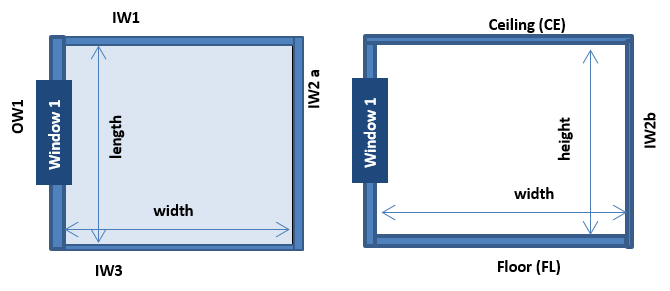 IW1
OW1
Window 1
length
width
IW2 a
IW3
Ceiling (CE)
Window 1
height
width
IW2b
Floor (FL)